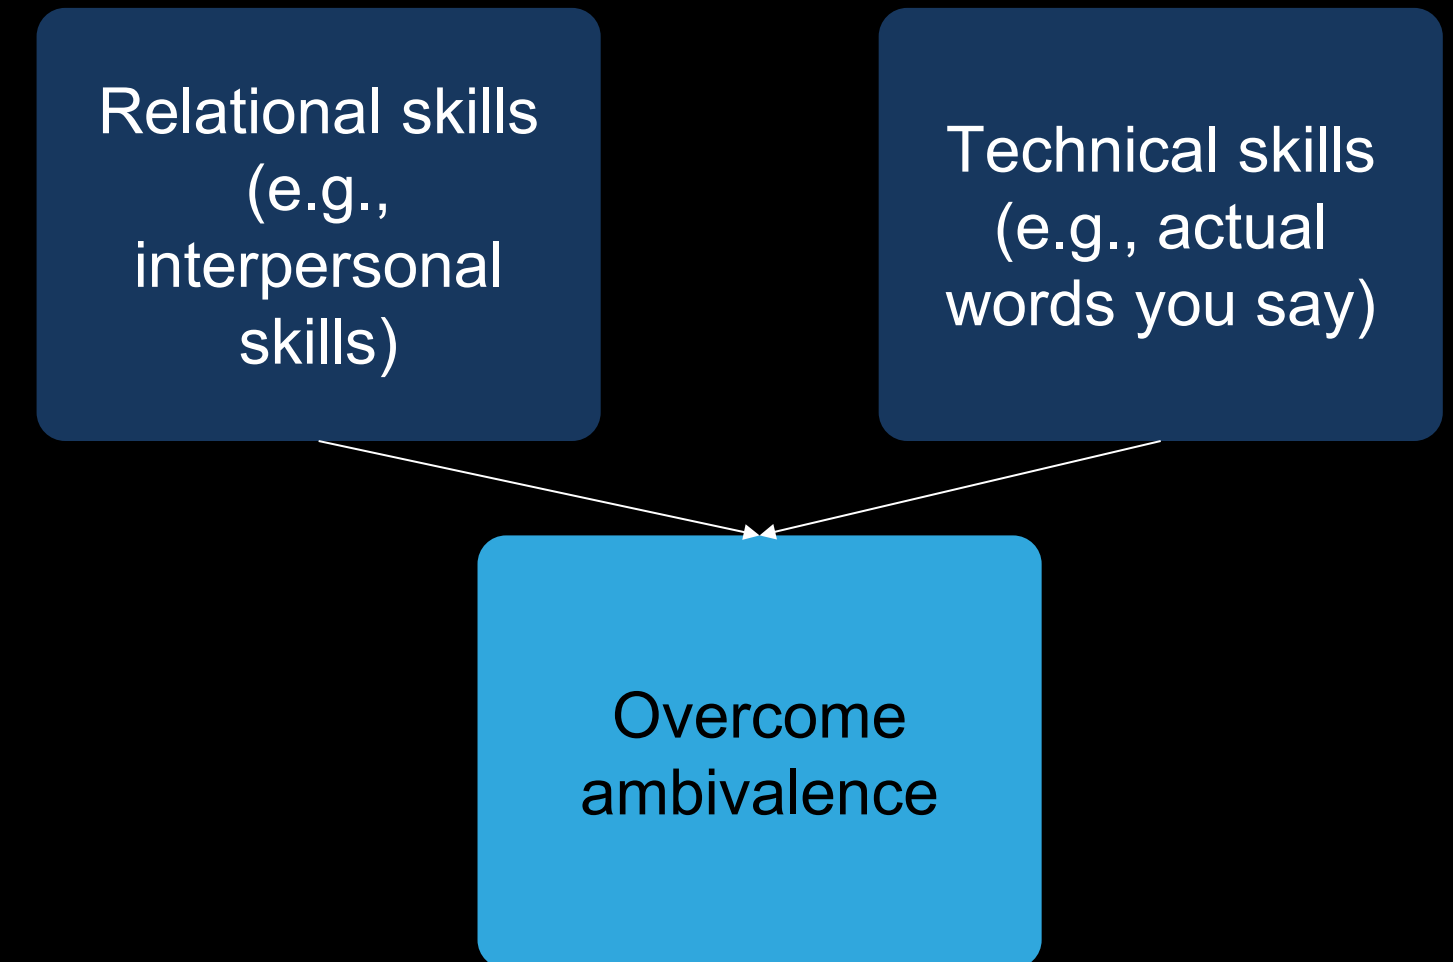 Relational skills
(e.g.,
interpersonal
skills)
Technical skills
(e.g., actual
words you say)
Overcome
ambivalence